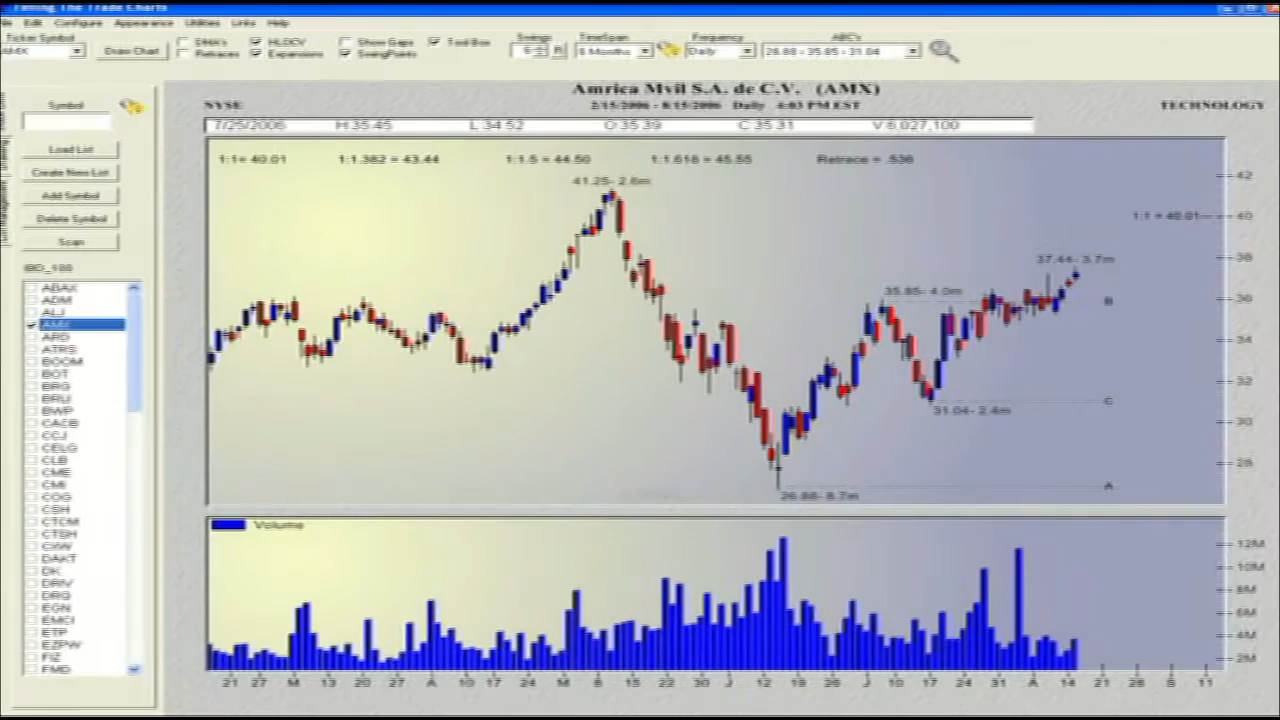 Timing The Trade Charts
File Edit Configure Appearance Utilities Links Help
Ticker Symbol
AMX
Draw Chart
DMA's
Retraces
HLOCV
Expansions
Show Gaps
SwingPoints
Tool Box
Swings
5
R
TimeSpan
6 Months
Frequency
Daily
ABC's
26.88 - 35.85 - 31.04
Amrica Mvil S.A. de C.V. (AMX)
NYSE
2/15/2006 - 8/15/2006 Daily 4:03 PM EST
TECHNOLOGY
7/25/2006 H 35.45 L 34.52 O 35.39 C 35.31 V 6,027,100
1:1= 40.01 1:1.382 = 43.44 1:1.5 = 44.50 1:1.618 = 45.55 Retrace = .536
Symbol
Load List
Create New List
Add Symbol
Delete Symbol
Scan
IBD_100
ABAX
ADM
ALJ
AMX
ARD
ATRS
BOOM
BOT
BRG
BRLI
BWP
CACB
CCJ
CELG
CLB
CME
CMI
COG
CSH
CTCM
CTSH
CXW
DAKT
DK
DRIV
DRQ
EGN
EMCI
ETP
EZPW
FIZ
FMD
41.25- 2.6m
42
1:1 = 40.01
40
37.44- 3.7m
38
35.85- 4.0m
36
B
34
32
C
31.04- 2.4m
30
28
A
26.88- 8.7m
Volume
12M
10M
8M
6M
4M
2M
21 27 M 13 20 27 A 10 17 24 M 8 15 22 30 J 12 19 26 J 10 17 24 31 A 14 21 28 S 11